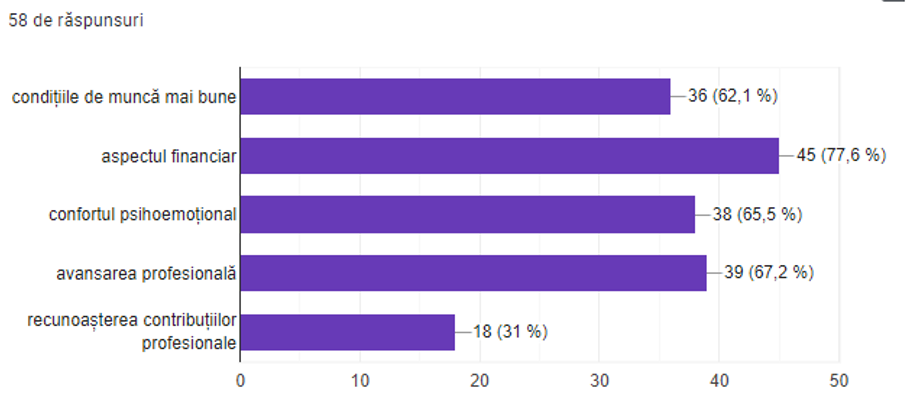 58 de răspunsuri
condițiile de muncă mai bune
36 (62,1 %)
aspectul financiar
45 (77,6 %)
confortul psihoemoțional
38 (65,5 %)
avansarea profesională
39 (67,2 %)
recunoașterea contribuțiilor
profesionale
18 (31 %)
0 10 20 30 40 50